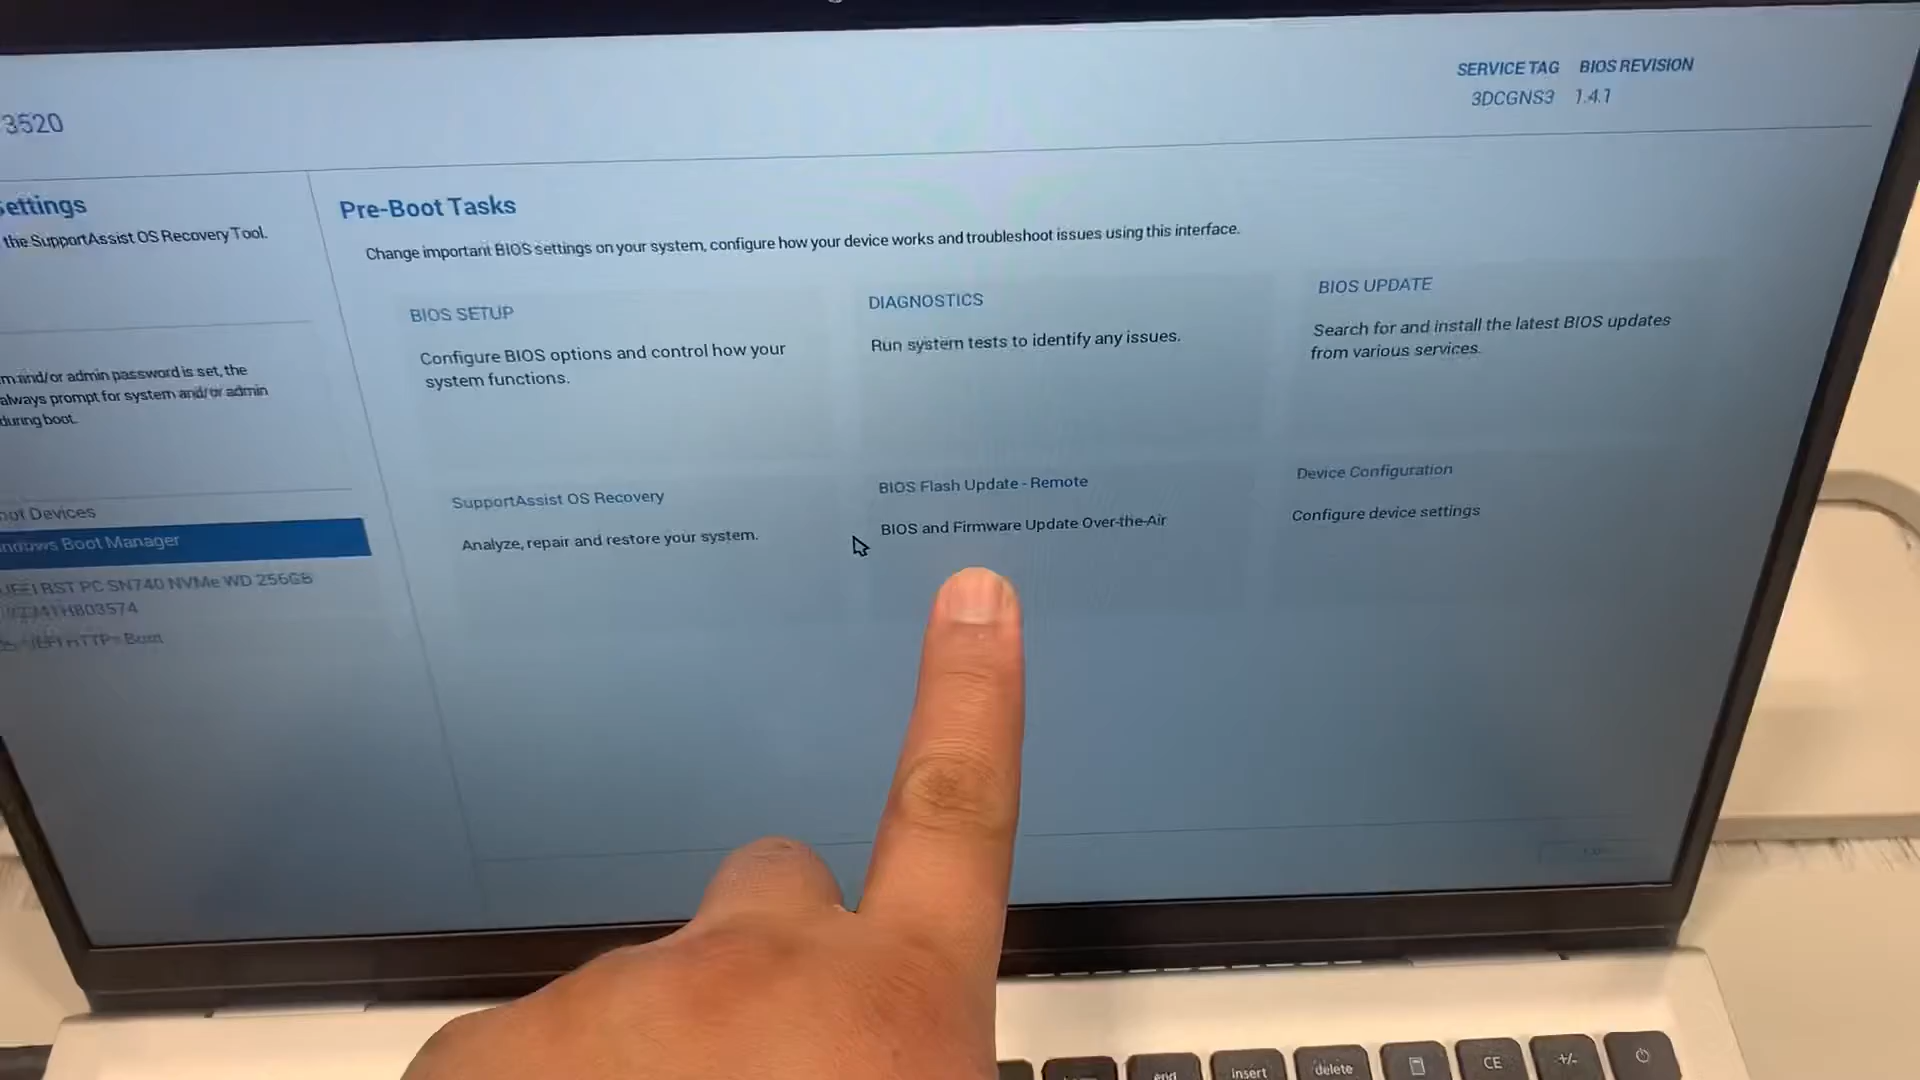 SERVICE TAG BIOS REVISION
3DCGNS3 1.4.1
3520
ettings
the SupportAssist OS Recovery Tool.
Pre-Boot Tasks
Change important BIOS settings on your system, configure how your device works and troubleshoot issues using this interface.
BIOS SETUP
Configure BIOS options and control how your
system functions.
DIAGNOSTICS
Run system tests to identify any issues.
BIOS UPDATE
Search for and install the latest BIOS updates
from various services.
m and/or admin password is set, the
always prompt for system and/or admin
during boot.
SupportAssist OS Recovery
Analyze, repair and restore your system.
BIOS Flash Update - Remote
BIOS and Firmware Update Over-the-Air
Device Configuration
Configure device settings
oot Devices
ndows Boot Manager
UEFI RST PC SN740 NVMe WD 256GB
Boot
end
insert
delete
CE
+/-